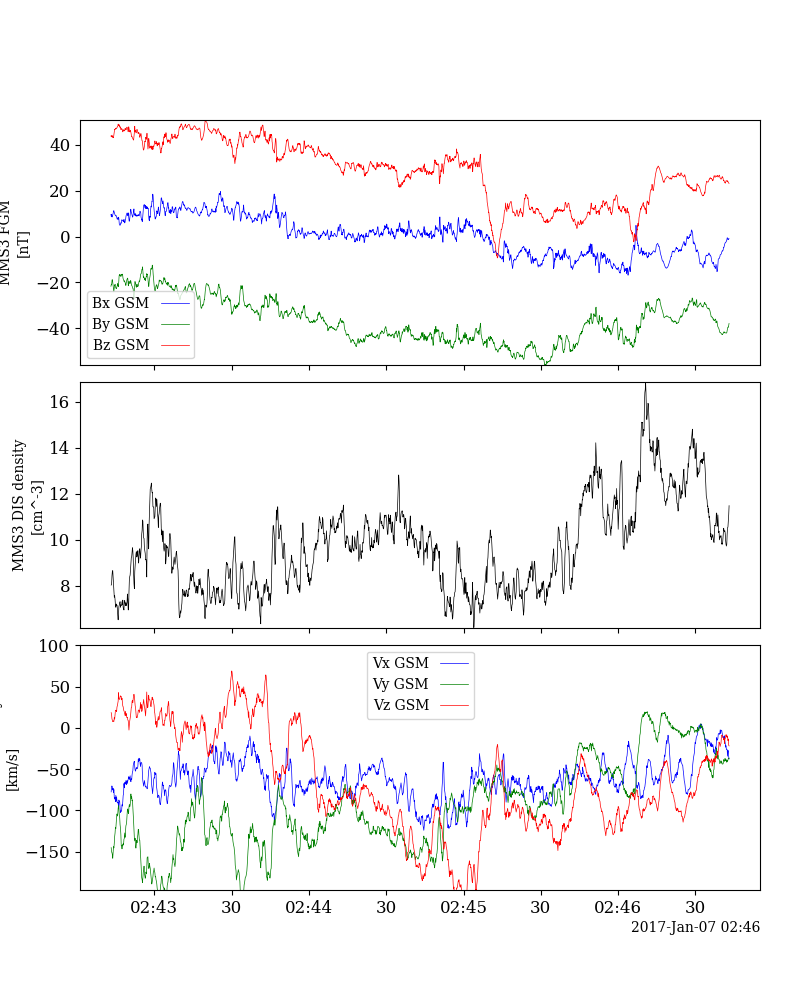 40
20
0
−20
−40
MMS3 FGM
[nT]
Bx GSM
By GSM
Bz GSM
16
14
12
10
8
MMS3 DIS density
[cm^-3]
100
50
0
−50
−100
−150
[km/s]
Vx GSM
Vy GSM
Vz GSM
02:43 30 02:44 30 02:45 30 02:46 30
2017-Jan-07 02:46